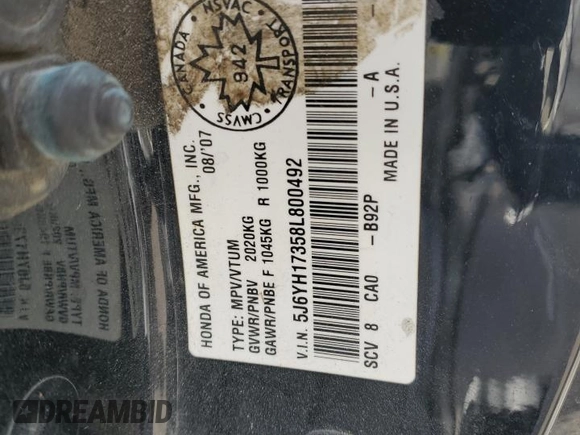 CANADA NSVAC TRANSPORT CMVSS
942
HONDA OF AMERICA MFG., INC.
08/'07
TYPE: MPV/VTUM
GVWR/PNBV 2020KG
GAWR/PNBE F 1045KG R 1000KG
V.I.N. 5J6YH17358L800492
SCV 8 CA0 -B92P -A
MADE IN U.S.A.
DREAMBID